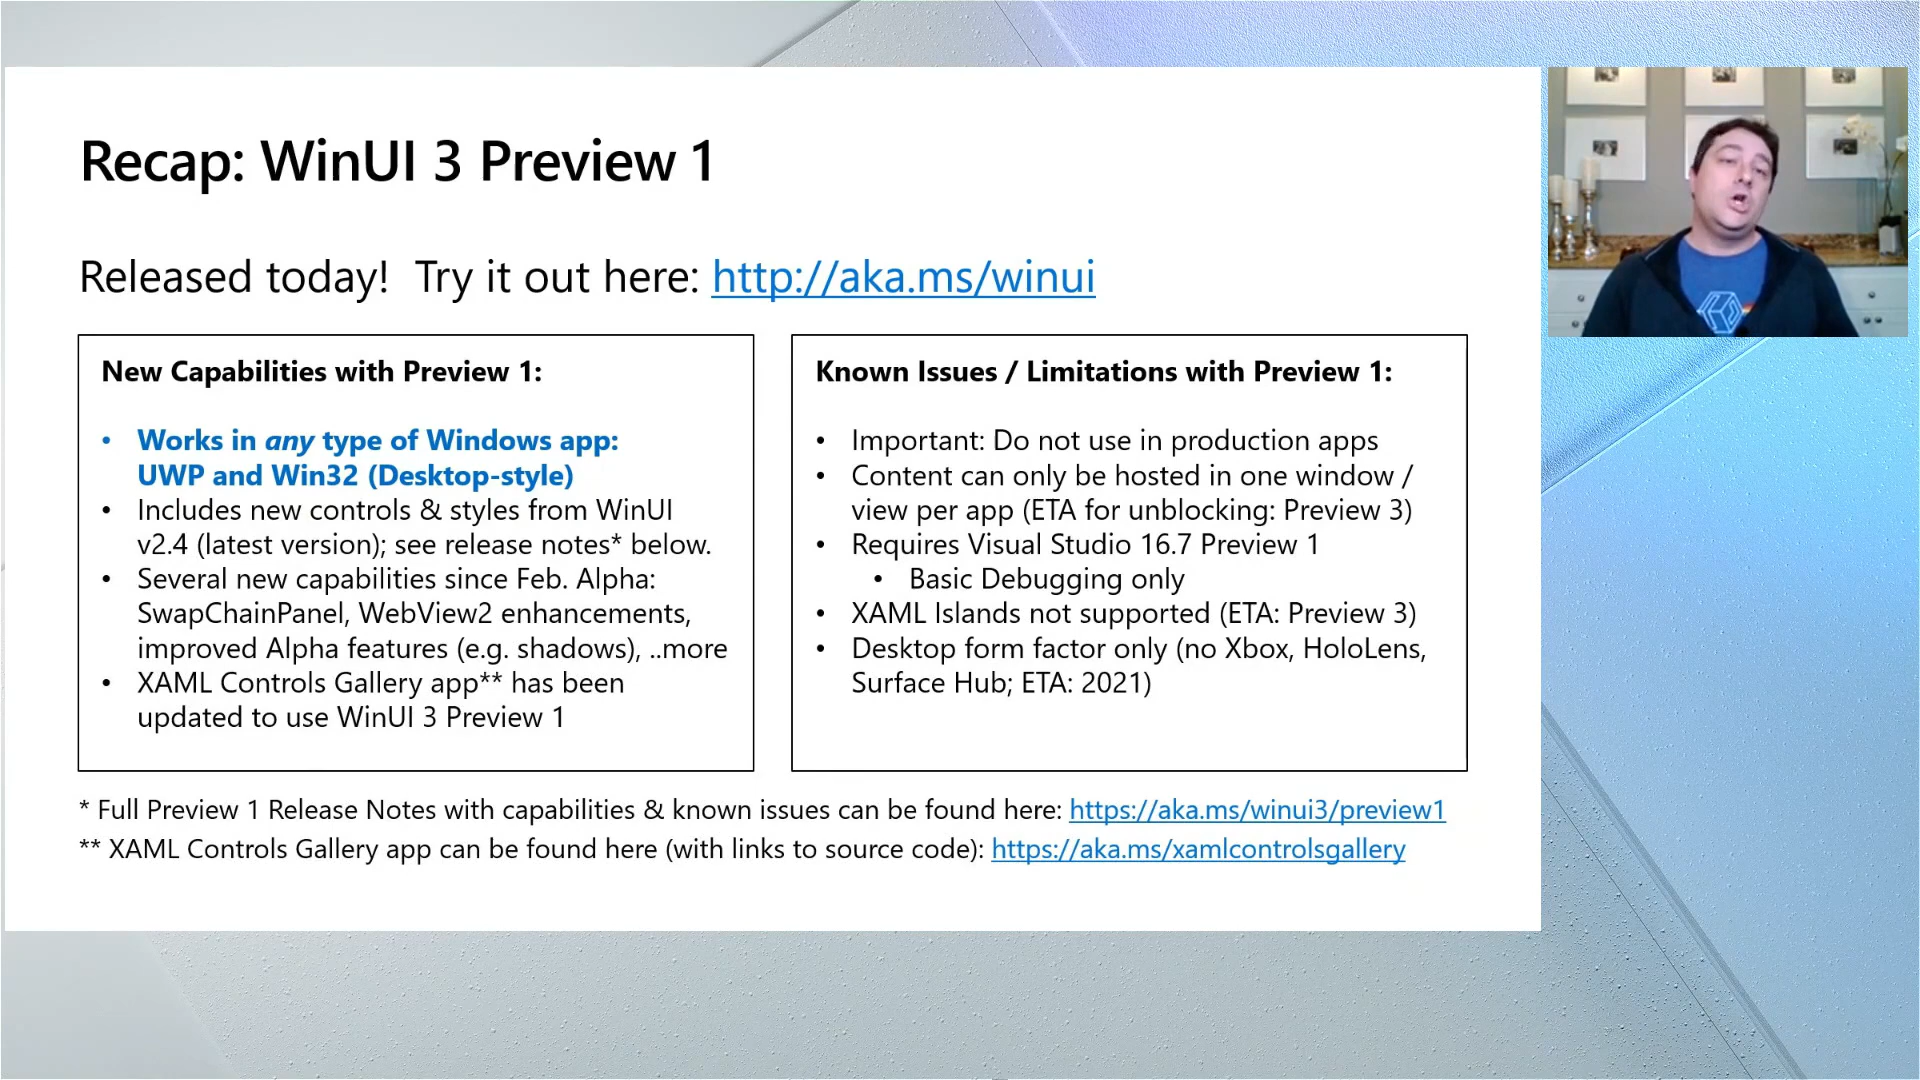 Recap: WinUI 3 Preview 1
Released today!  Try it out here: http://aka.ms/winui
New Capabilities with Preview 1:
• Works in any type of Windows app:
UWP and Win32 (Desktop-style)
• Includes new controls & styles from WinUI
v2.4 (latest version); see release notes* below.
• Several new capabilities since Feb. Alpha:
SwapChainPanel, WebView2 enhancements,
improved Alpha features (e.g. shadows), ..more
• XAML Controls Gallery app** has been
updated to use WinUI 3 Preview 1
Known Issues / Limitations with Preview 1:
• Important: Do not use in production apps
• Content can only be hosted in one window /
view per app (ETA for unblocking: Preview 3)
• Requires Visual Studio 16.7 Preview 1
• Basic Debugging only
• XAML Islands not supported (ETA: Preview 3)
• Desktop form factor only (no Xbox, HoloLens,
Surface Hub; ETA: 2021)
* Full Preview 1 Release Notes with capabilities & known issues can be found here: https://aka.ms/winui3/preview1
** XAML Controls Gallery app can be found here (with links to source code): https://aka.ms/xamlcontrolsgallery